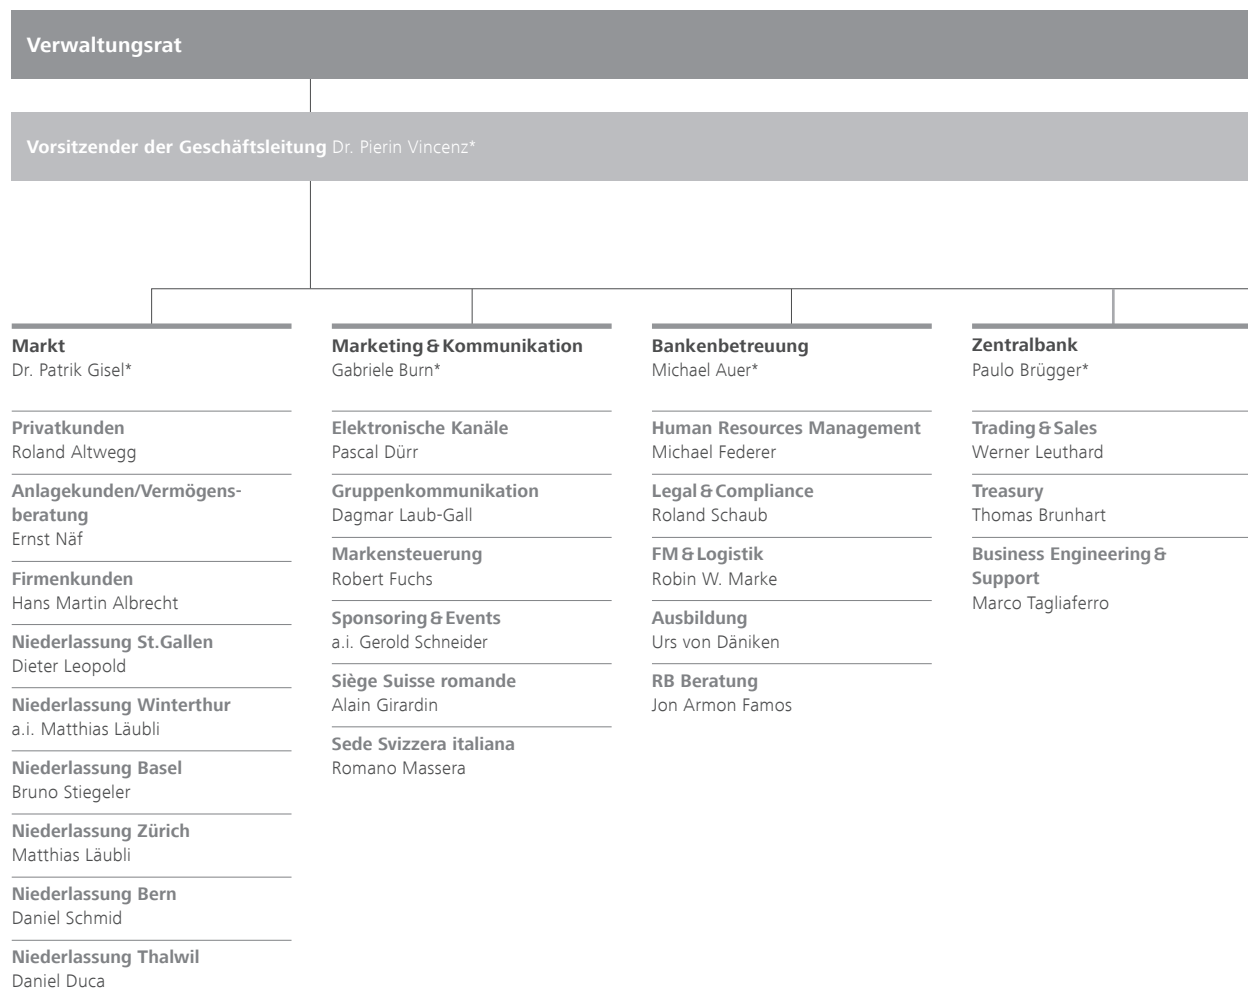 Verwaltungsrat
Vorsitzender der Geschäftsleitung Dr. Pierin Vincenz*
Markt
Dr. Patrik Gisel*
Privatkunden
Roland Altwegg
Anlagekunden/Vermögens-
beratung
Ernst Näf
Firmenkunden
Hans Martin Albrecht
Niederlassung St.Gallen
Dieter Leopold
Niederlassung Winterthur
a.i. Matthias Läubli
Niederlassung Basel
Bruno Stiegeler
Niederlassung Zürich
Matthias Läubli
Niederlassung Bern
Daniel Schmid
Niederlassung Thalwil
Daniel Duca
Marketing & Kommunikation
Gabriele Burn*
Elektronische Kanäle
Pascal Dürr
Gruppenkommunikation
Dagmar Laub-Gall
Markensteuerung
Robert Fuchs
Sponsoring & Events
a.i. Gerold Schneider
Siège Suisse romande
Alain Girardin
Sede Svizzera italiana
Romano Massera
Bankenbetreuung
Michael Auer*
Human Resources Management
Michael Federer
Legal & Compliance
Roland Schaub
FM & Logistik
Robin W. Marke
Ausbildung
Urs von Däniken
RB Beratung
Jon Armon Famos
Zentralbank
Paulo Brügger*
Trading & Sales
Werner Leuthard
Treasury
Thomas Brunhart
Business Engineering &
Support
Marco Tagliaferro